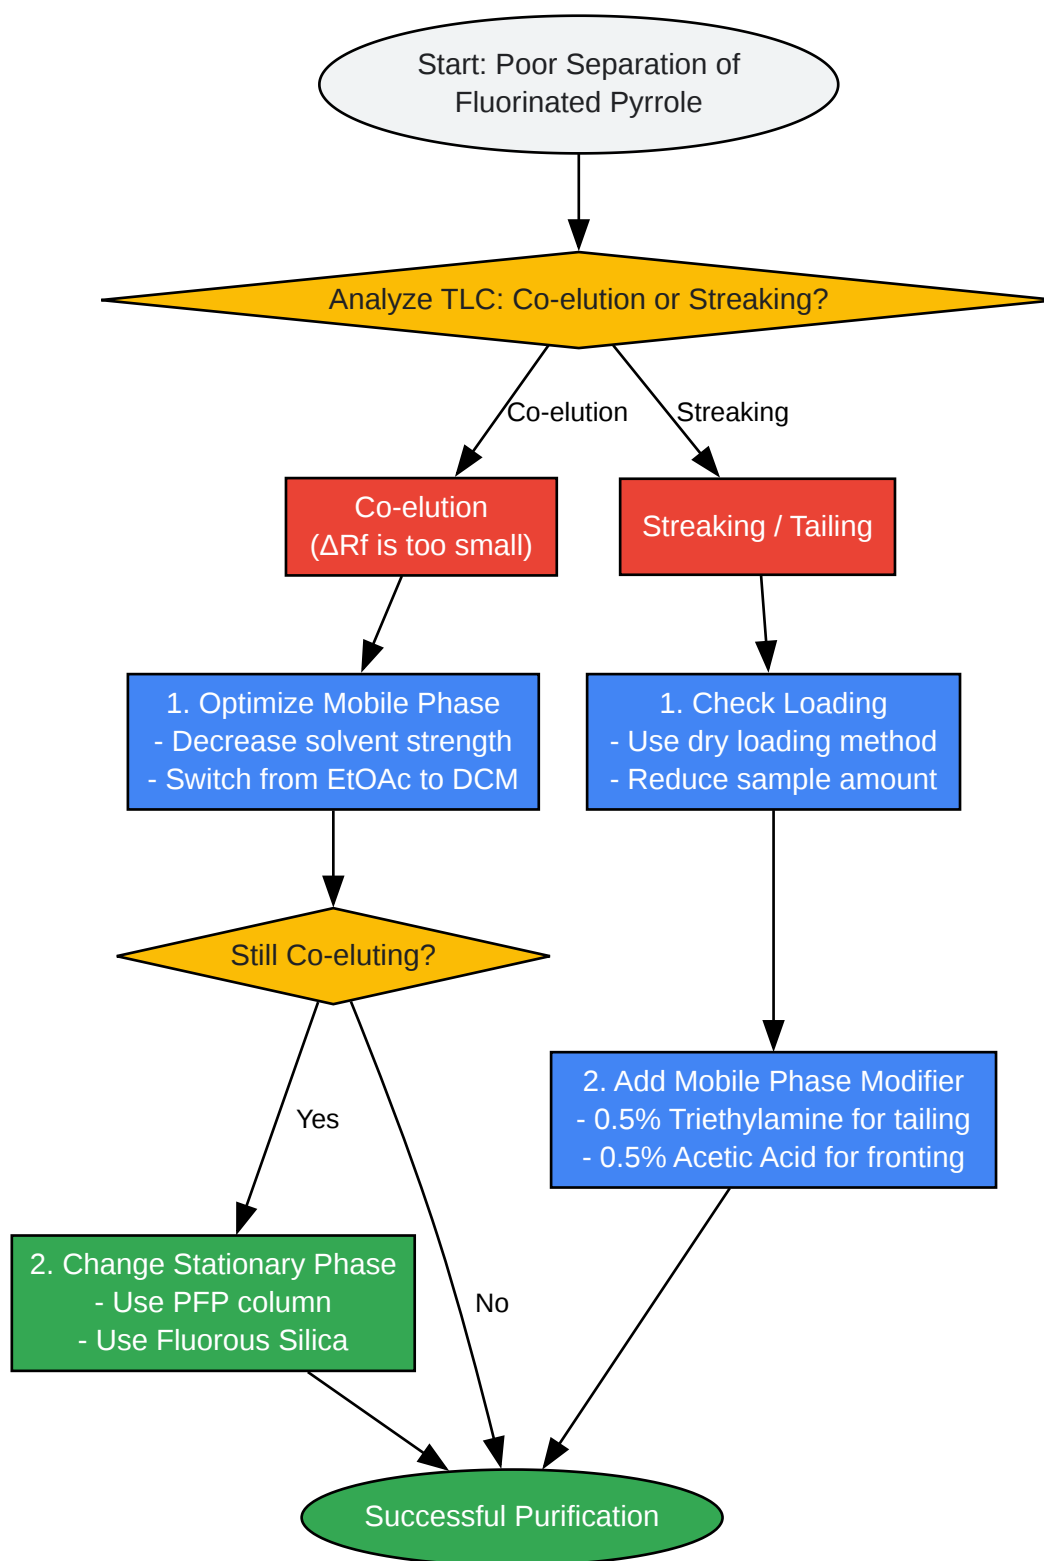 Start: Poor Separation of
Fluorinated Pyrrole
Analyze TLC: Co-elution or Streaking?
Co-elution
Streaking
Co-elution
(ΔRf is too small)
Streaking / Tailing
1. Optimize Mobile Phase
- Decrease solvent strength
- Switch from EtOAc to DCM
1. Check Loading
- Use dry loading method
- Reduce sample amount
Still Co-eluting?
2. Add Mobile Phase Modifier
- 0.5% Triethylamine for tailing
- 0.5% Acetic Acid for fronting
Yes
2. Change Stationary Phase
- Use PFP column
- Use Fluorous Silica
No
Successful Purification